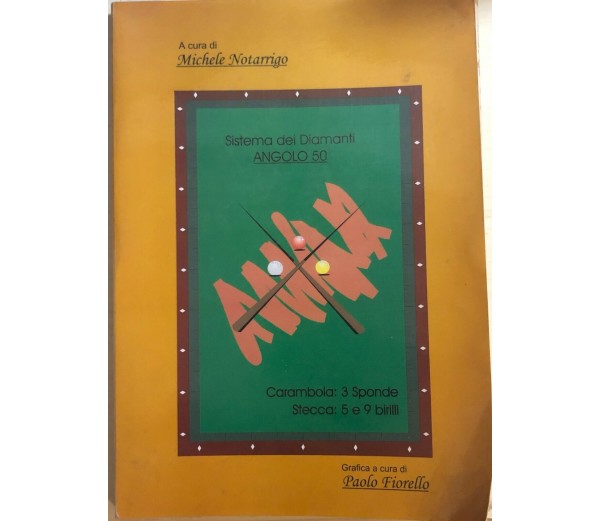 A cura di
Michele Notarrigo
Sistema dei Diamanti
ANGOLO 50
Carambola: 3 Sponde
Stecca: 5 e 9 birilli
Grafica a cura di
Paolo Fiorello